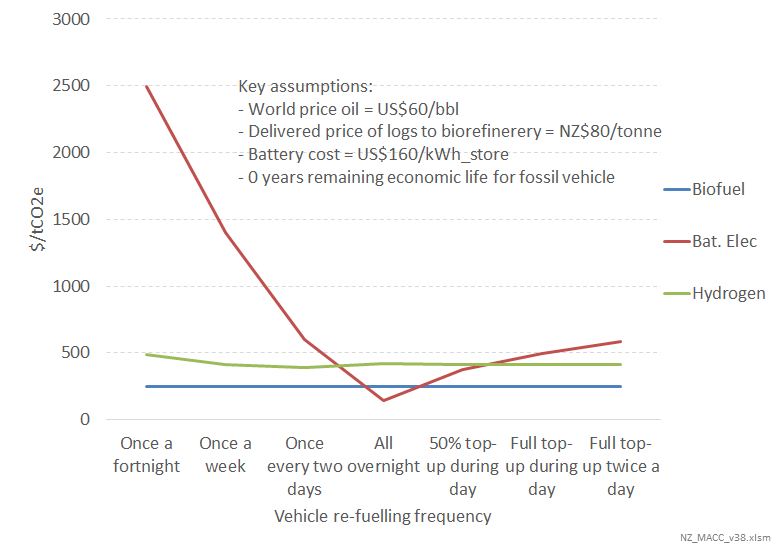 3000
2500
2000
1500
1000
500
0
$/tCO2e
Key assumptions:
- World price oil = US$60/bbl
- Delivered price of logs to biorefinerery = NZ$80/tonne
- Battery cost = US$160/kWh_store
- 0 years remaining economic life for fossil vehicle
Biofuel
Bat. Elec
Hydrogen
Once a
fortnight
Once a
week
Once
every two
days
All
overnight
50% top-
up during
day
Full top-
up during
day
Full top-
up twice a
day
Vehicle re-fuelling frequency
NZ_MACC_v38.xlsm